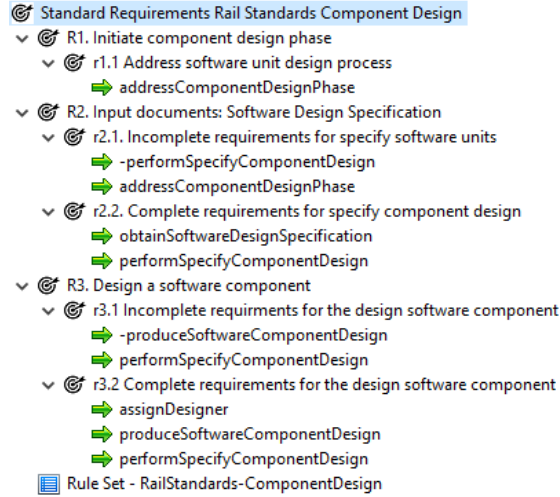 Standard Requirements Rail Standards Component Design
R1. Initiate component design phase
r1.1 Address software unit design process
addressComponentDesignPhase
R2. Input documents: Software Design Specification
r2.1. Incomplete requirements for specify software units
-performSpecifyComponentDesign
addressComponentDesignPhase
r2.2. Complete requirements for specify component design
obtainSoftwareDesignSpecification
performSpecifyComponentDesign
R3. Design a software component
r3.1 Incomplete requirments for the design software component
-produceSoftwareComponentDesign
performSpecifyComponentDesign
r3.2 Complete requirements for the design software component
assignDesigner
produceSoftwareComponentDesign
performSpecifyComponentDesign
Rule Set - RailStandards-ComponentDesign